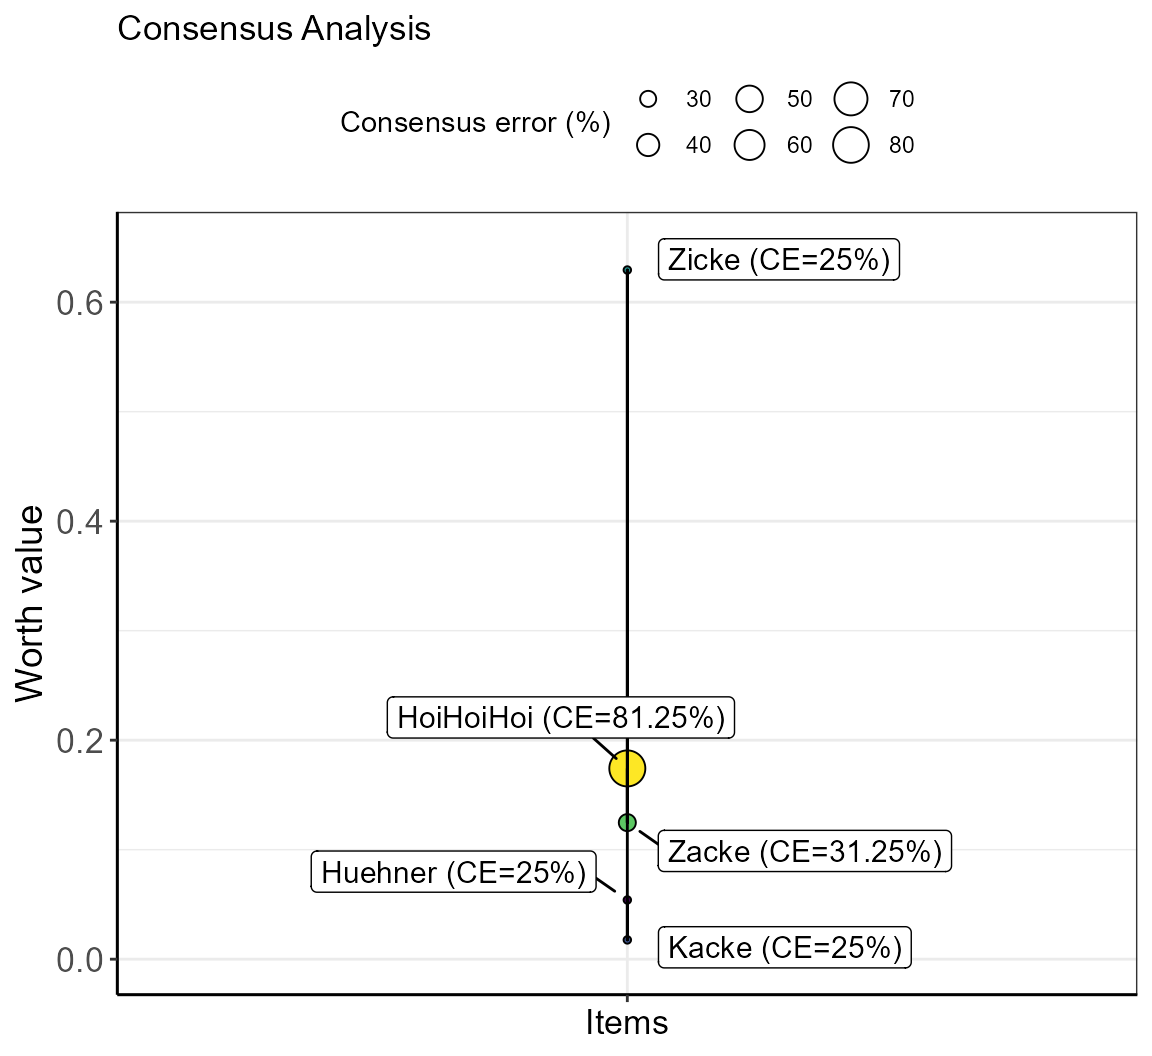 Consensus Analysis
Consensus error (%)
30 50 70
40 60 80
Zicke (CE=25%)
0.6
0.4
Worth value
HoiHoiHoi (CE=81.25%)
0.2
Zacke (CE=31.25%)
Huehner (CE=25%)
Kacke (CE=25%)
0.0
Items